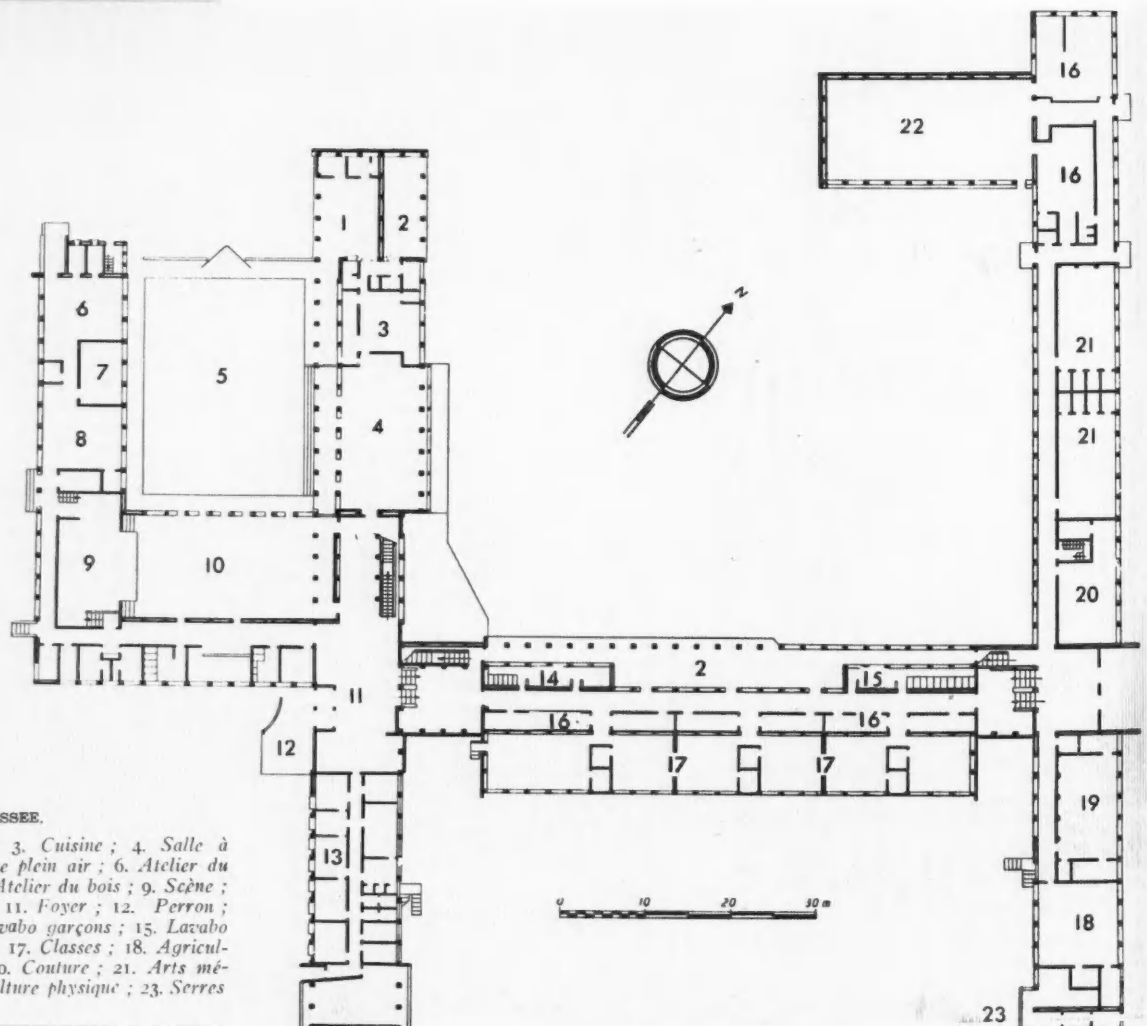 16
22
16
1
2
N
6
3
21
7
5
4
8
21
9
10
20
2
14
15
11
16
16
12
17
17
19
SSEE.
3. Cuisine ; 4. Salle à
e plein air ; 6. Atelier du
Atelier du bois ; 9. Scène ;
11. Foyer ; 12. Perron ;
vabo garçons ; 15. Lavabo
17. Classes ; 18. Agricul-
o. Couture ; 21. Arts mé-
lture physique ; 23. Serres
13
0 10 20 30 m
18
23